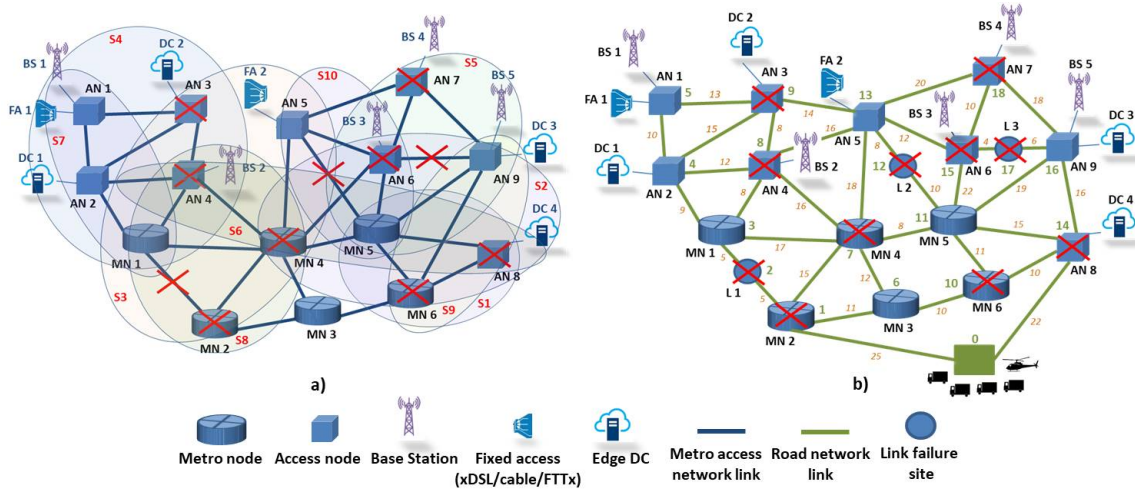 S4
DC 2
BS 1
AN 1
AN 3
FA 2
FA 1
S7
DC 1
AN 2
AN 4
BS 2
S10
AN 5
BS 3
BS 4
S5
AN 7
BS 5
AN 6
DC 3
AN 9
S2
DC 4
MN 1
S6
MN 4
MN 5
AN 8
S3
MN 2
S8
MN 3
MN 6
S9
S1
a)
BS 1
DC 2
AN 1
5
FA 1
13
AN 3
9
FA 2
14
13
AN 5
20
BS 4
AN 7
18
BS 5
10
15
8
8
16
BS 3
10
18
L 3
DC 1
4
12
AN 2
AN 4
BS 2
8
12
12
L 2
15
AN 6
4
17
6
16
AN 9
DC 3
9
8
16
18
10
22
19
16
3
MN 1
17
MN 4
7
8
11
MN 5
15
DC 4
14
AN 8
5
2
L 1
5
15
12
6
11
10
10
MN 6
1
MN 2
11
MN 3
10
22
25
0
b)
Metro node
Access node
Base Station
Fixed access
(xDSL/cable/FTTx)
Edge DC
Metro access
network link
Road network
link
Link failure
site